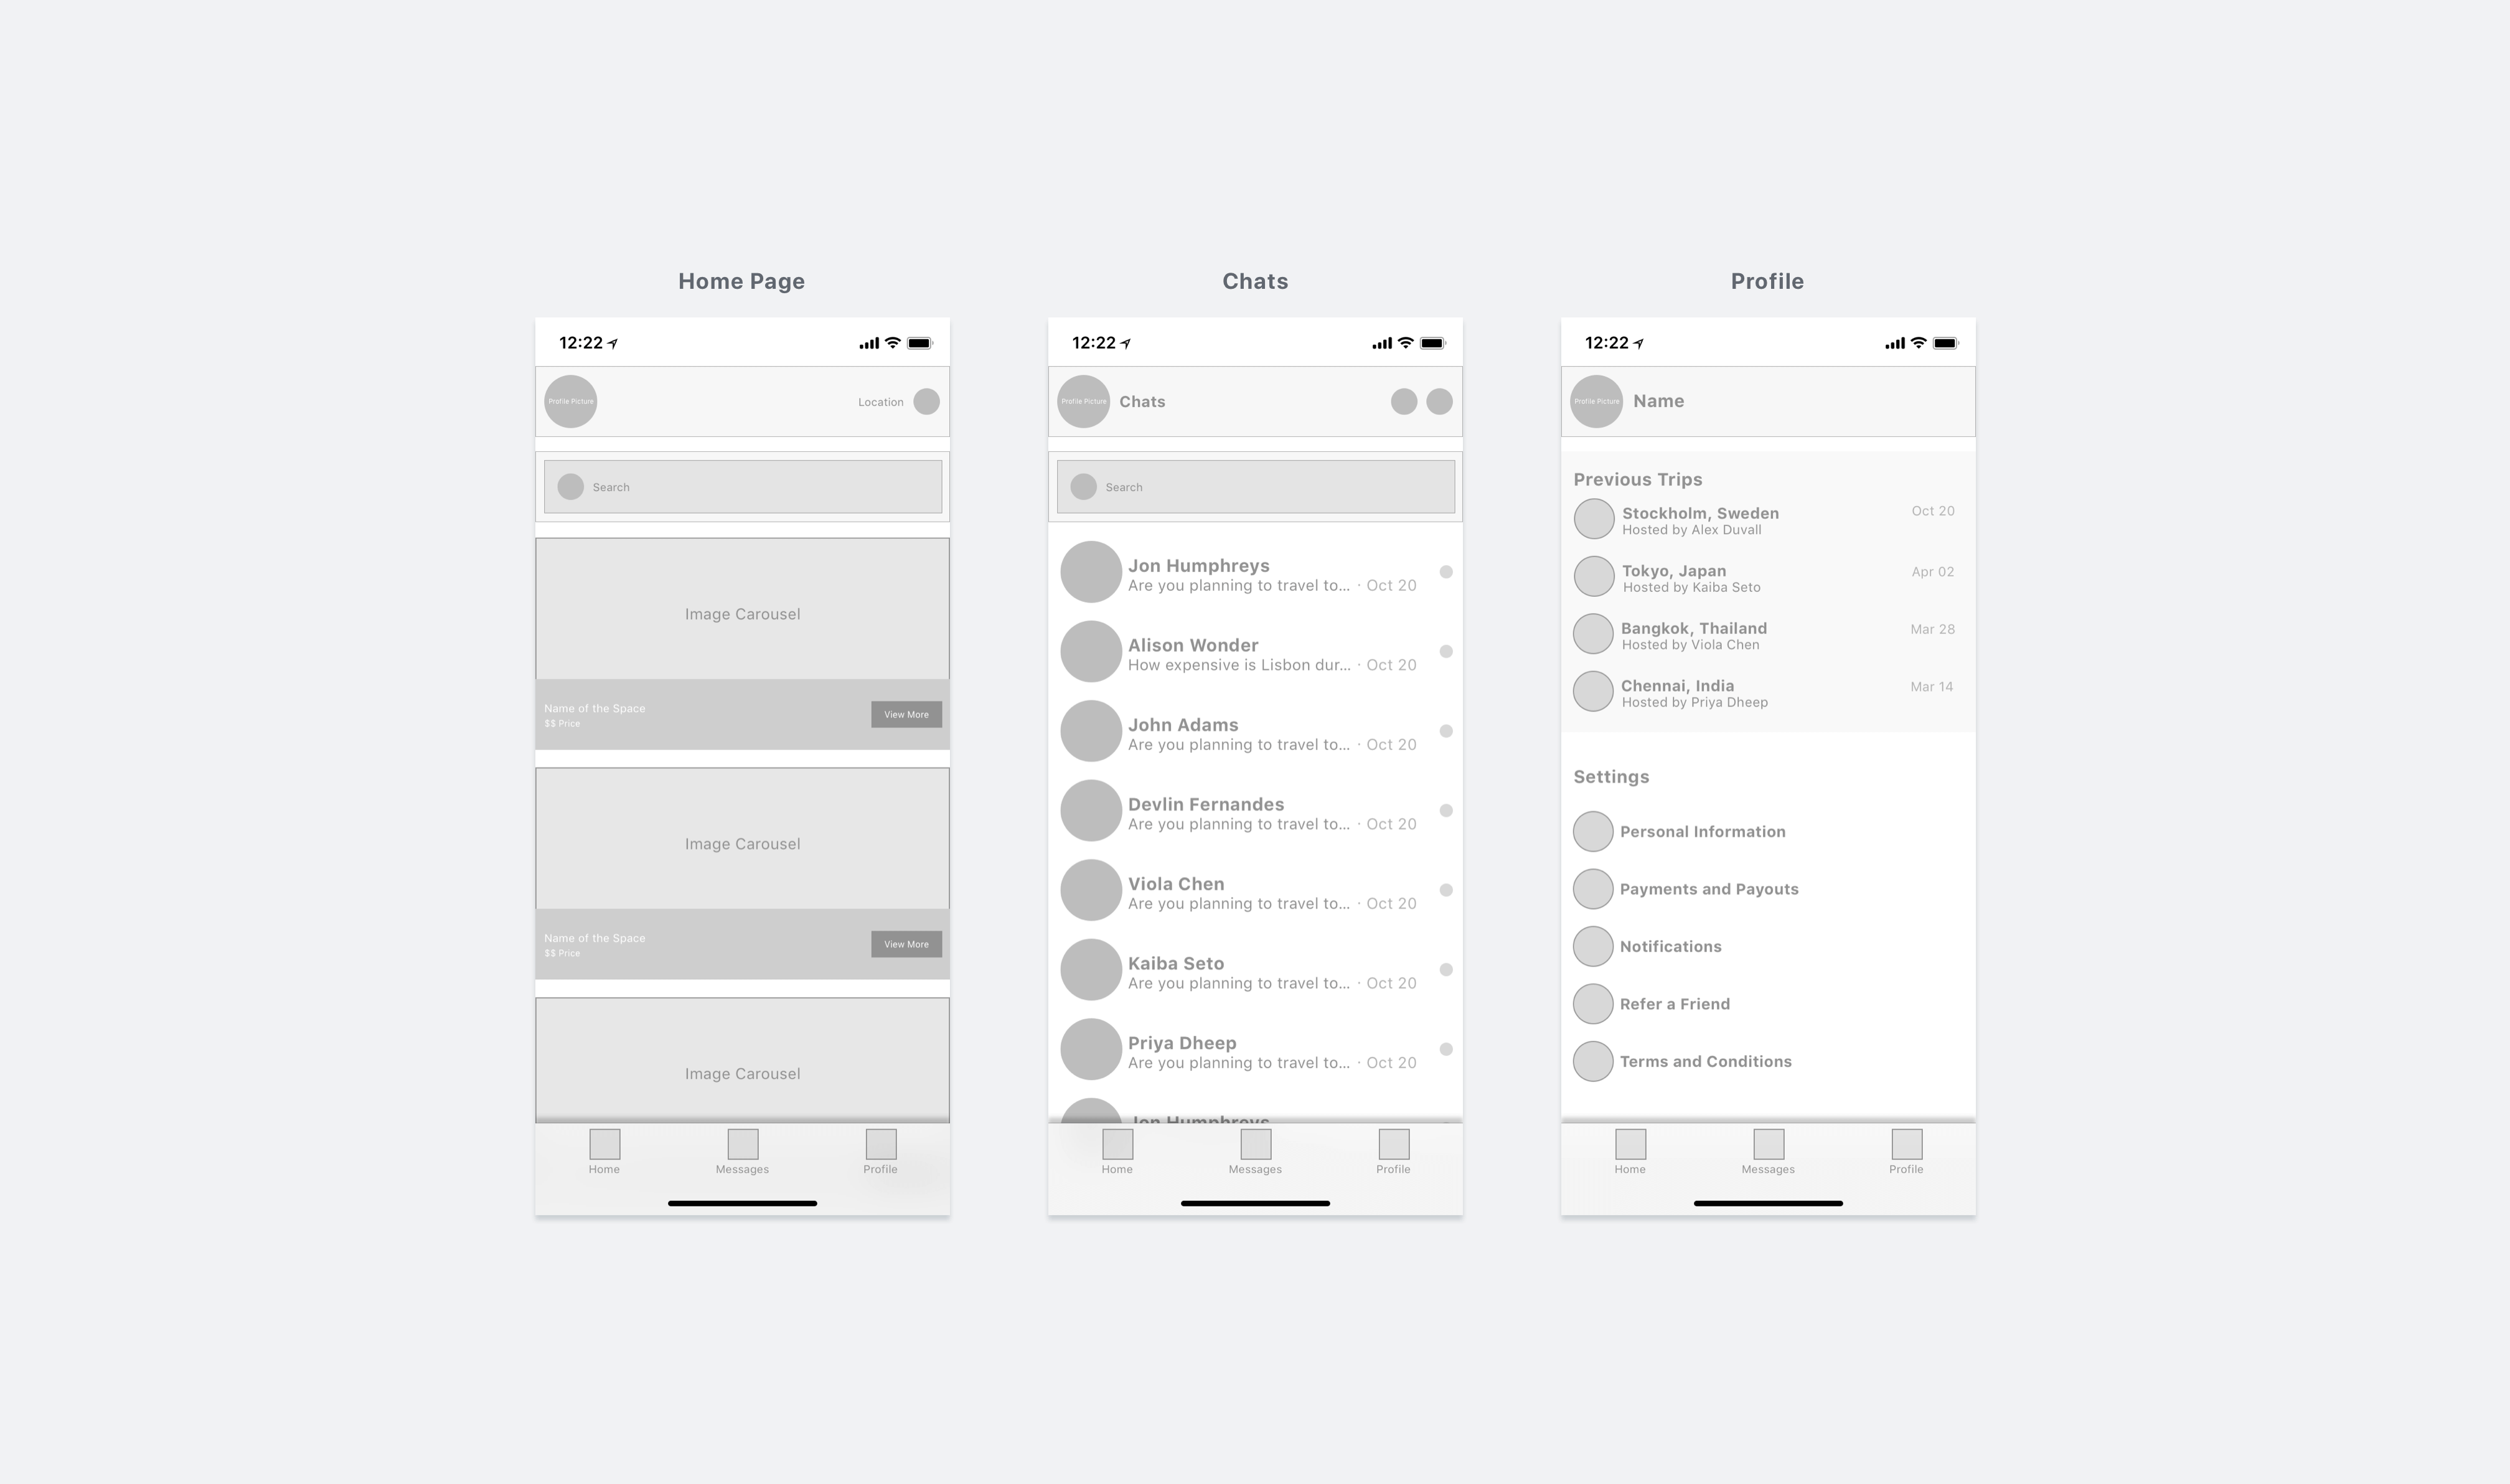 Home Page
12:22
Profile Picture
Location
Search
Image Carousel
Name of the Space
$$ Price
View More
Image Carousel
Name of the Space
$$ Price
View More
Image Carousel
Home
Messages
Profile
Chats
12:22
Profile Picture
Chats
Search
Jon Humphreys
Are you planning to travel to... · Oct 20
Alison Wonder
How expensive is Lisbon dur... · Oct 20
John Adams
Are you planning to travel to... · Oct 20
Devlin Fernandes
Are you planning to travel to... · Oct 20
Viola Chen
Are you planning to travel to... · Oct 20
Kaiba Seto
Are you planning to travel to... · Oct 20
Priya Dheep
Are you planning to travel to... · Oct 20
Jon Humphreys
Home
Messages
Profile
Profile
12:22
Profile Picture
Name
Previous Trips
Stockholm, Sweden
Oct 20
Hosted by Alex Duvall
Tokyo, Japan
Apr 02
Hosted by Kaiba Seto
Bangkok, Thailand
Mar 28
Hosted by Viola Chen
Chennai, India
Mar 14
Hosted by Priya Dheep
Settings
Personal Information
Payments and Payouts
Notifications
Refer a Friend
Terms and Conditions
Home
Messages
Profile